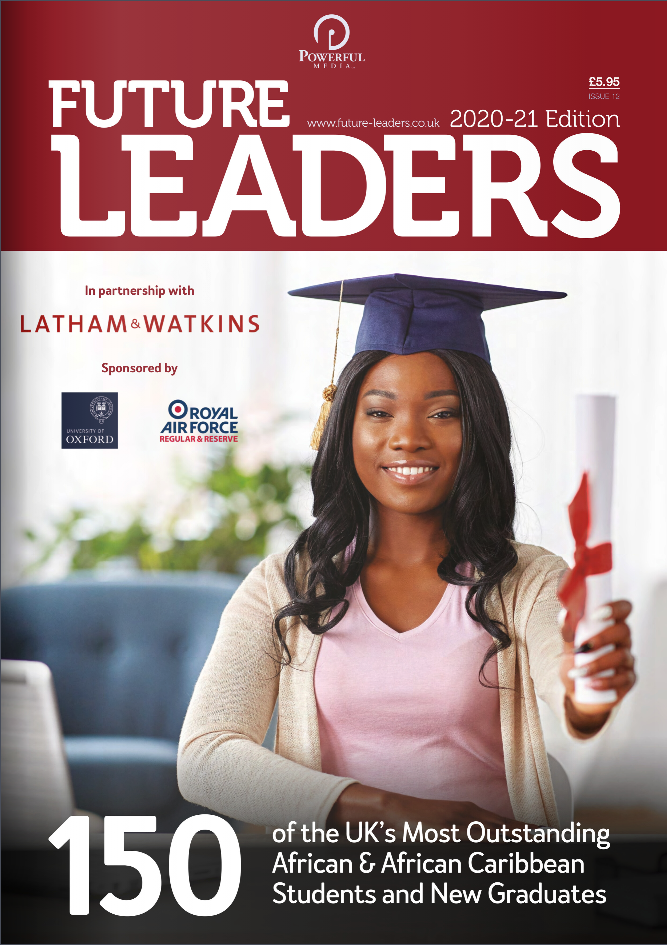 POWERFUL
MEDIA
£5.95
ISSUE 12
FUTURE
www.future-leaders.co.uk 2020-21 Edition
LEADERS
In partnership with
LATHAM&WATKINS
Sponsored by
UNIVERSITY OF
OXFORD
ROYAL
AIR FORCE
REGULAR & RESERVE
150
of the UK's Most Outstanding
African & African Caribbean
Students and New Graduates